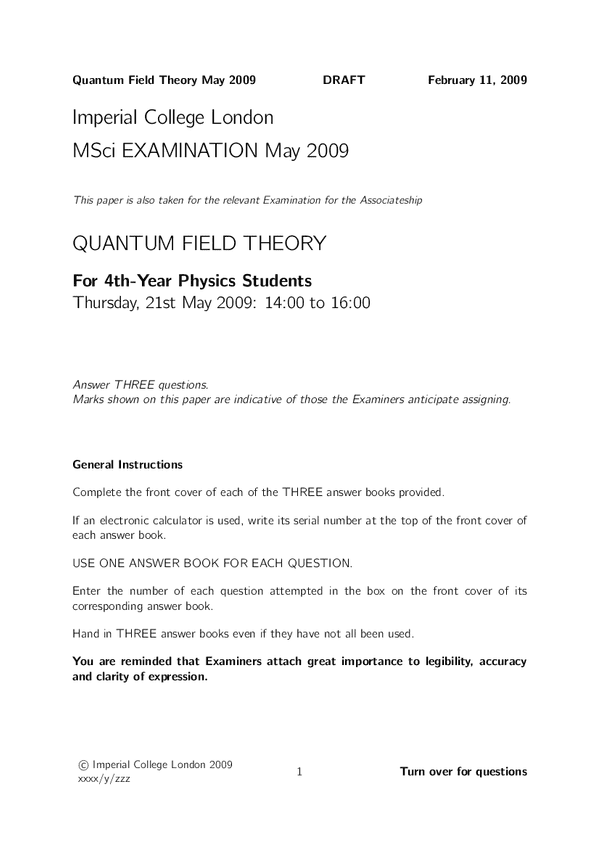 Quantum Field Theory May 2009 DRAFT February 11, 2009
Imperial College London
MSci EXAMINATION May 2009
This paper is also taken for the relevant Examination for the Associateship
QUANTUM FIELD THEORY
For 4th-Year Physics Students
Thursday, 21st May 2009: 14:00 to 16:00
Answer THREE questions.
Marks shown on this paper are indicative of those the Examiners anticipate assigning.
General Instructions
Complete the front cover of each of the THREE answer books provided.
If an electronic calculator is used, write its serial number at the top of the front cover of
each answer book.
USE ONE ANSWER BOOK FOR EACH QUESTION.
Enter the number of each question attempted in the box on the front cover of its
corresponding answer book.
Hand in THREE answer books even if they have not all been used.
You are reminded that Examiners attach great importance to legibility, accuracy
and clarity of expression.
© Imperial College London 2009
xxxx/y/zzz
1
Turn over for questions